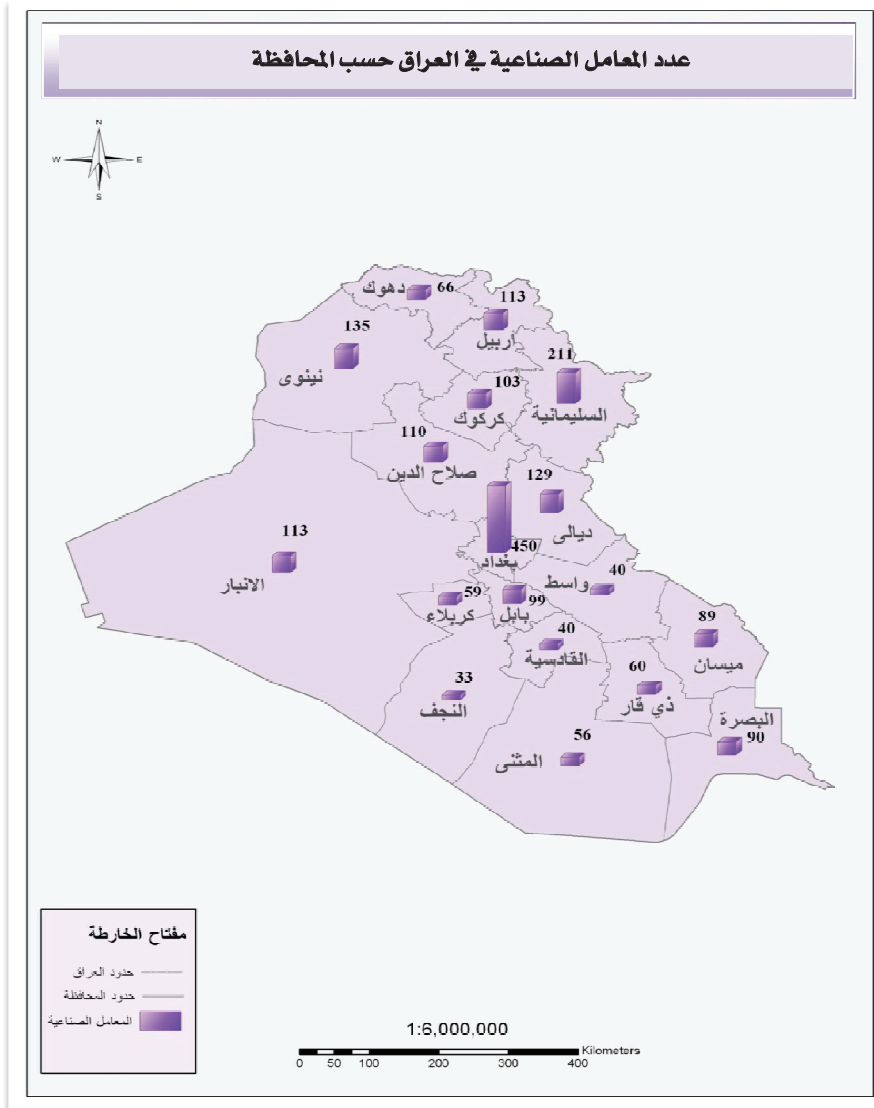 عدد المعامل الصناعية في العراق حسب المحافظة
N
W E
S
دهوك 66
113
اربيل
135
نينوى
211
السليمانية
103
كركوك
110
صلاح الدين
129
ديالى
450
بغداد
113
الانبار
40
واسط
59
كربلاء
99
بابل
89
ميسان
40
القادسية
60
ذي قار
33
النجف
البصرة
90
56
المثنى
مفتاح الخارطة
حدود العراق
حدود المحافظة
المعامل الصناعية
1:6,000,000
Kilometers
0 50 100 200 300 400